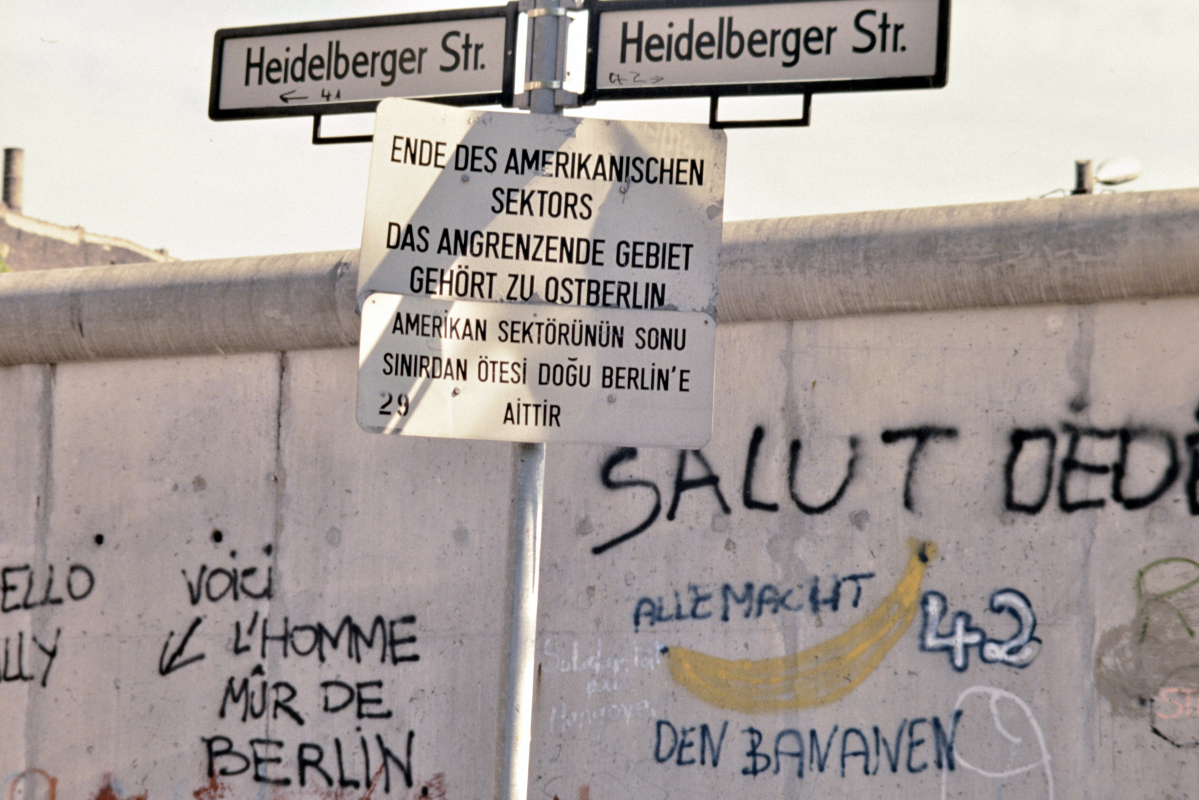 Heidelberger Str.
← 41
Heidelberger Str.
42 →
ENDE DES AMERIKANISCHEN
SEKTORS
DAS ANGRENZENDE GEBIET
GEHÖRT ZU OSTBERLIN
AMERİKAN SEKTÖRÜNÜN SONU
SINIRDAN ÖTESİ DOĞU BERLİN'E
29 AİTTİR
SALUT DÉDÉ
ELLO
ILLY
VOICI
L'HOMME
MÛR DE
BERLIN.
ALLE MACHT
42
DEN BANANEN